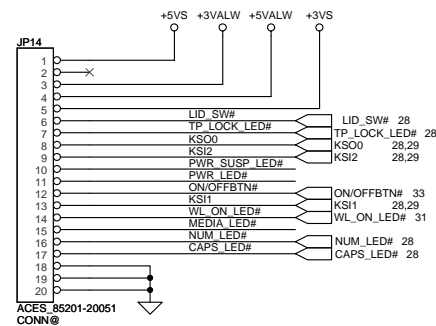 +5VS +3VALW +5VALW +3VS
JP14
1
2
3
4
5
6 LID_SW# LID_SW# 28
7 TP_LOCK_LED# TP_LOCK_LED# 28
8 KSO0 KSO0 28,29
9 KSI2 KSI2 28,29
10 PWR_SUSP_LED#
11 PWR_LED#
12 ON/OFFBTN# ON/OFFBTN# 33
13 KSI1 KSI1 28,29
14 WL_ON_LED# WL_ON_LED# 31
15 MEDIA_LED#
16 NUM_LED# NUM_LED# 28
17 CAPS_LED# CAPS_LED# 28
18
19
20
ACES_85201-20051
CONN@